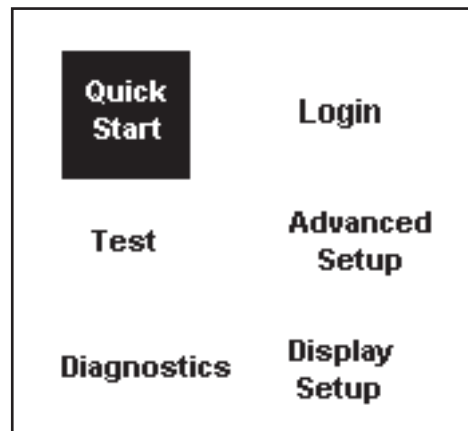 Quick
Start
Login
Test
Advanced
Setup
Diagnostics
Display
Setup